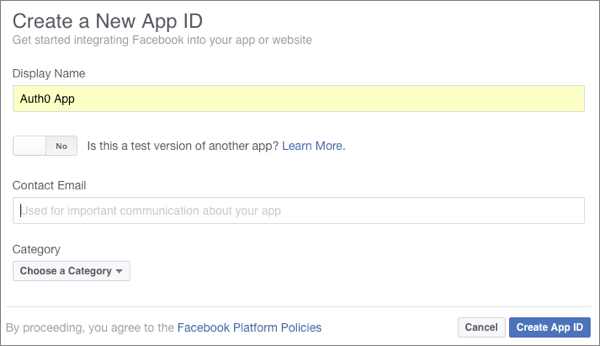 Create a New App ID
Get started integrating Facebook into your app or website
Display Name
Auth0 App
No Is this a test version of another app? Learn More.
Contact Email
Used for important communication about your app
Category
Choose a Category
By proceeding, you agree to the Facebook Platform Policies Cancel Create App ID